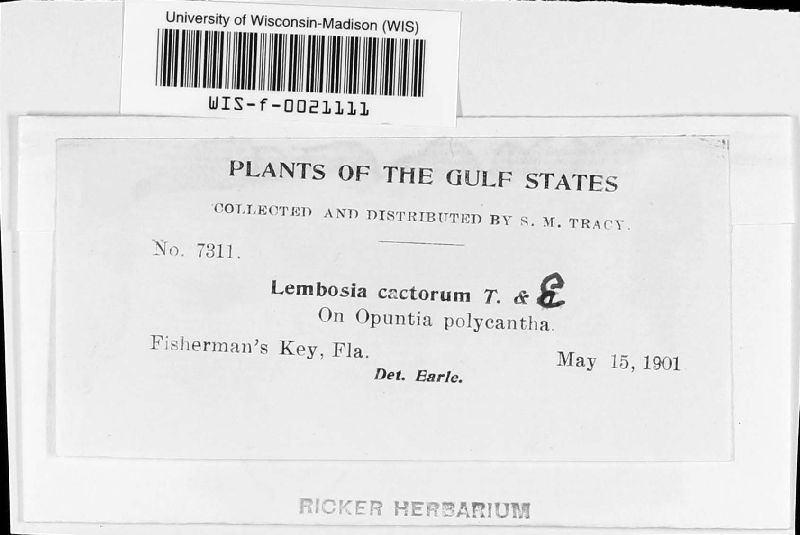 University of Wisconsin-Madison (WIS)
WIS-f-0021111
PLANTS OF THE GULF STATES
COLLECTED AND DISTRIBUTED BY S. M. TRACY.
No. 7311.
Lembosia cactorum T. & E
On Opuntia polycantha.
Fisherman's Key, Fla. May 15, 1901
Det. Earle.
RICKER HERBARIUM